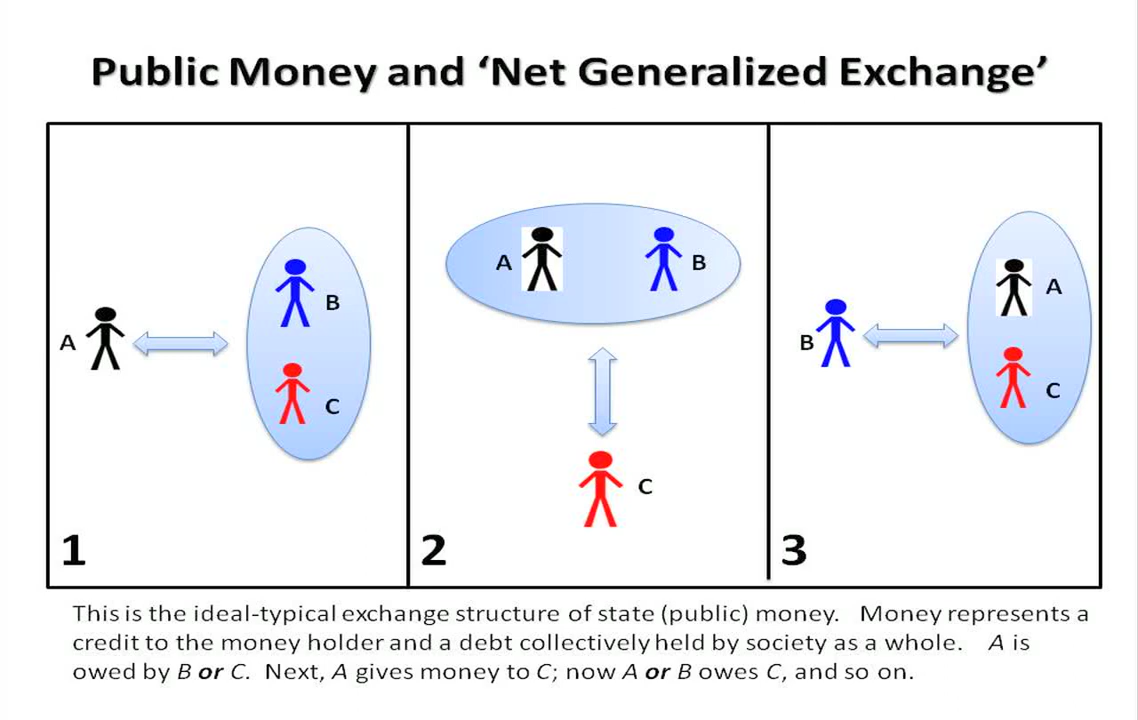 Public Money and ‘Net Generalized Exchange’
A
B
C
1
A
B
C
2
B
A
C
3
This is the ideal-typical exchange structure of state (public) money. Money represents a
credit to the money holder and a debt collectively held by society as a whole. A is
owed by B or C. Next, A gives money to C; now A or B owes C, and so on.